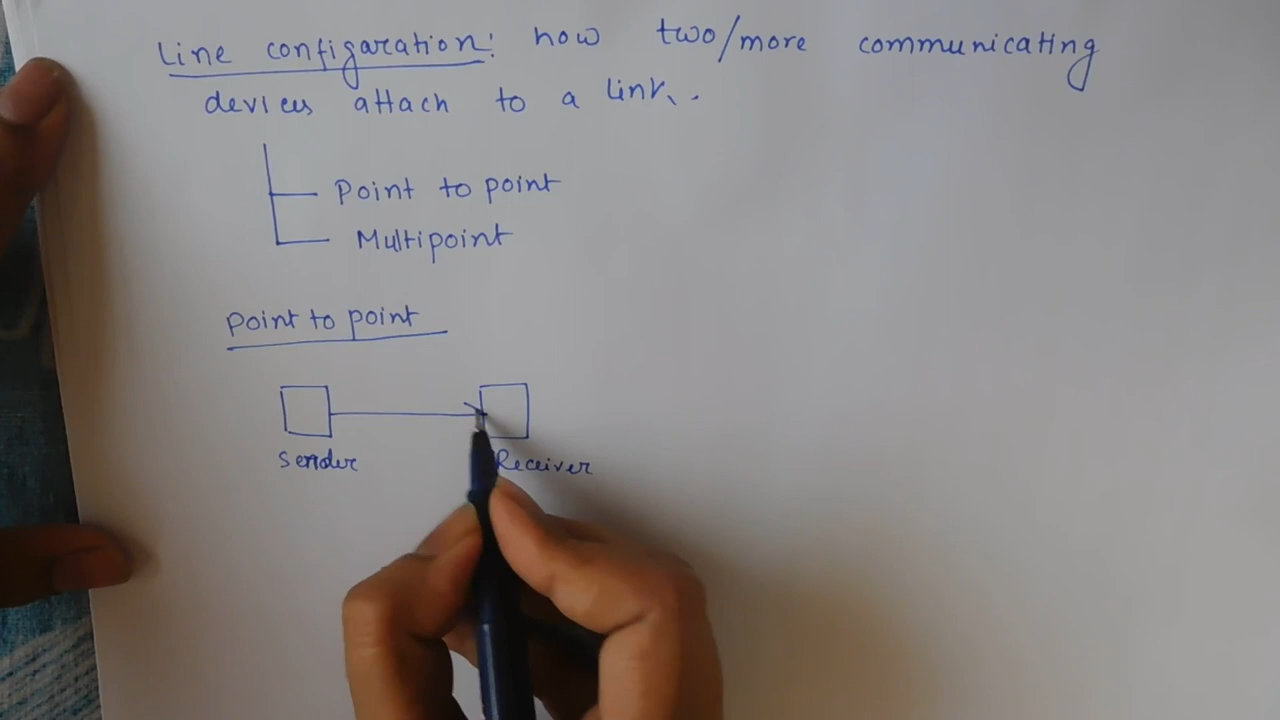 Line configaration: how two/more communicating
devices attach to a link.
Point to point
Multipoint
Point to point
Sender Receiver